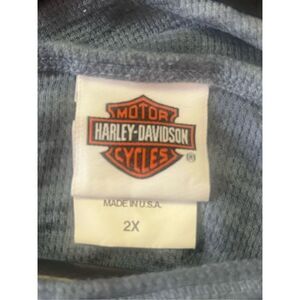 MOTOR
HARLEY-DAVIDSON
CYCLES
®
MADE IN U.S.A.
2X